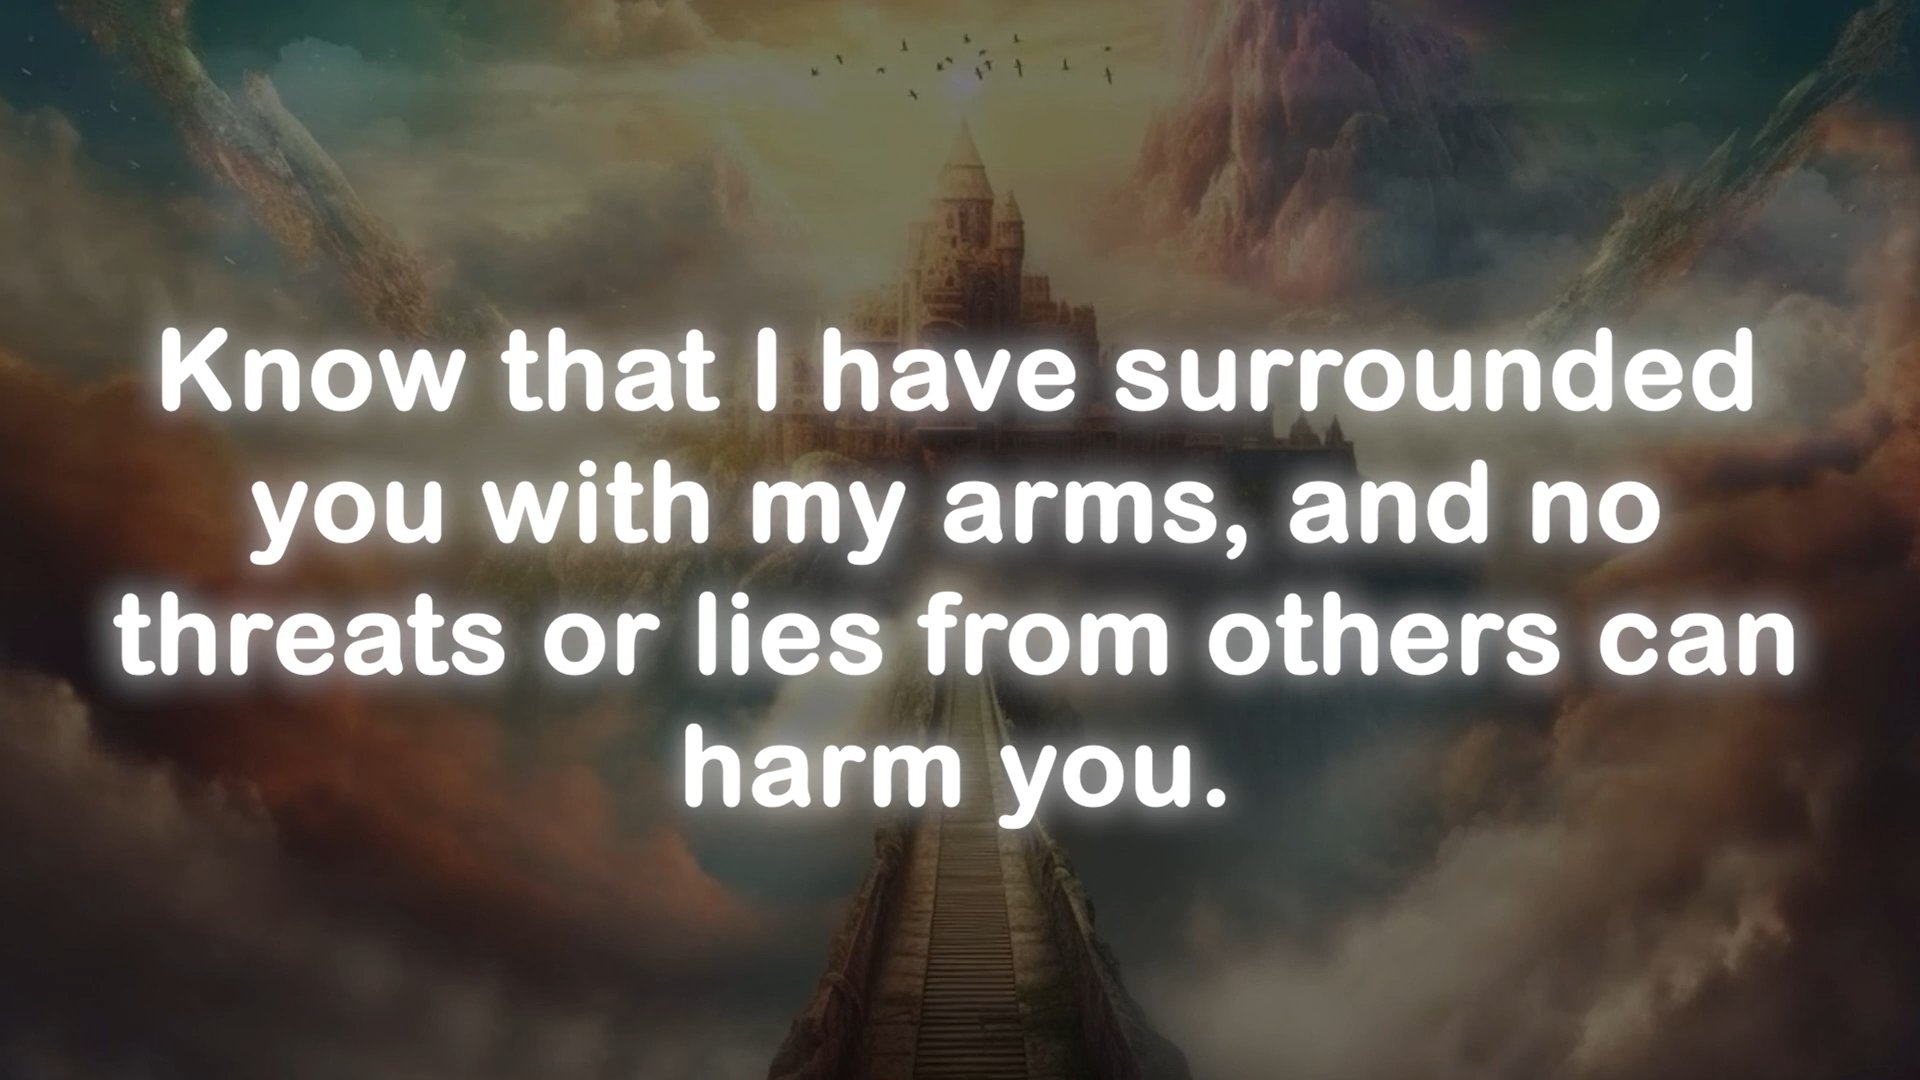 Know that I have surrounded
you with my arms, and no
threats or lies from others can
harm you.